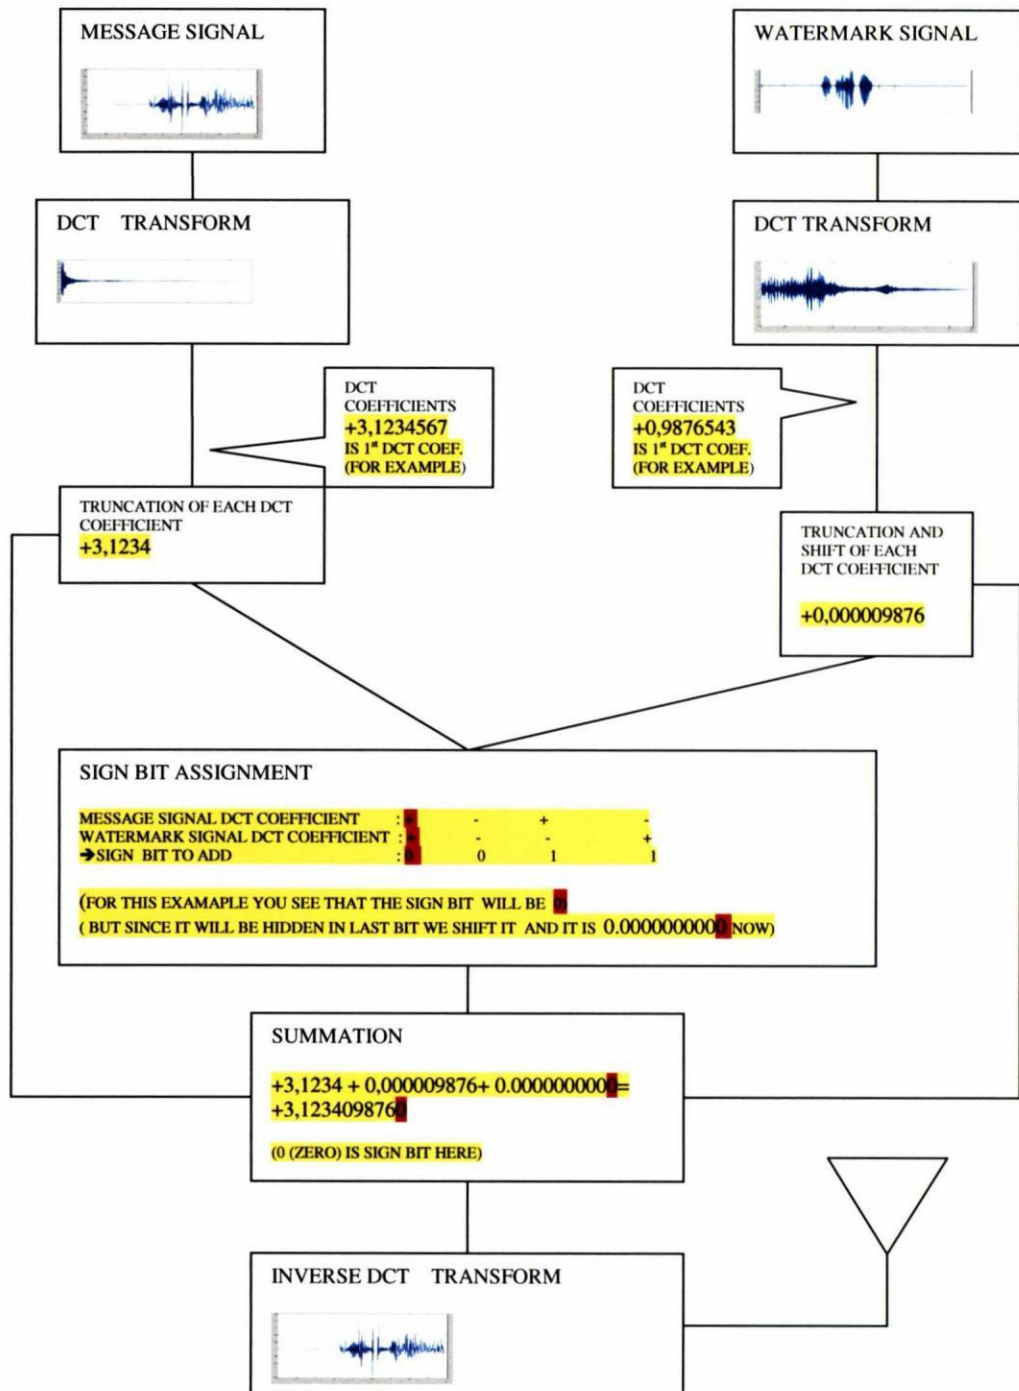 MESSAGE SIGNAL
WATERMARK SIGNAL
DCT TRANSFORM
DCT TRANSFORM
DCT
COEFFICIENTS
+3,1234567
IS 1st DCT COEF.
(FOR EXAMPLE)
DCT
COEFFICIENTS
+0,9876543
IS 1st DCT COEF.
(FOR EXAMPLE)
TRUNCATION OF EACH DCT
COEFFICIENT
+3,1234
TRUNCATION AND
SHIFT OF EACH
DCT COEFFICIENT
+0,000009876
SIGN BIT ASSIGNMENT
MESSAGE SIGNAL DCT COEFFICIENT : + - + -
WATERMARK SIGNAL DCT COEFFICIENT : + - - +
➔SIGN BIT TO ADD : 0 0 1 1
(FOR THIS EXAMAPLE YOU SEE THAT THE SIGN BIT WILL BE 0)
( BUT SINCE IT WILL BE HIDDEN IN LAST BIT WE SHIFT IT AND IT IS 0.0000000000 NOW)
SUMMATION
+3,1234 + 0,000009876+ 0.0000000000=
+3,1234098760
(0 (ZERO) IS SIGN BIT HERE)
INVERSE DCT TRANSFORM